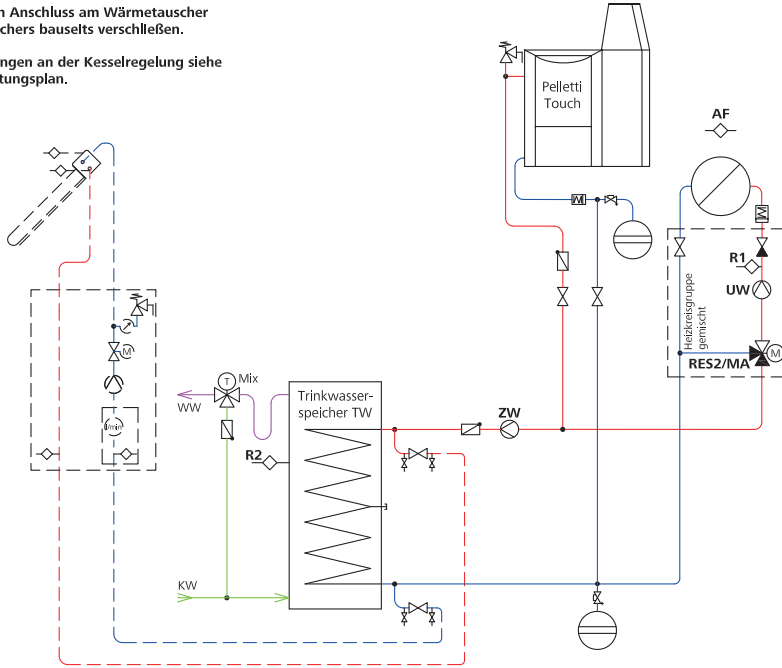 Anschluss am Wärmetauscher
chers bauseits verschließen.
ngen an der Kesselregelung siehe
tungsplan.
Pelletti
Touch
AF
R1
UW
Heizkreisgruppe
gemischt
M
RES2/MA
M
l/min
T
Mix
WW
Trinkwasser-
speicher TW
ZW
R2
KW